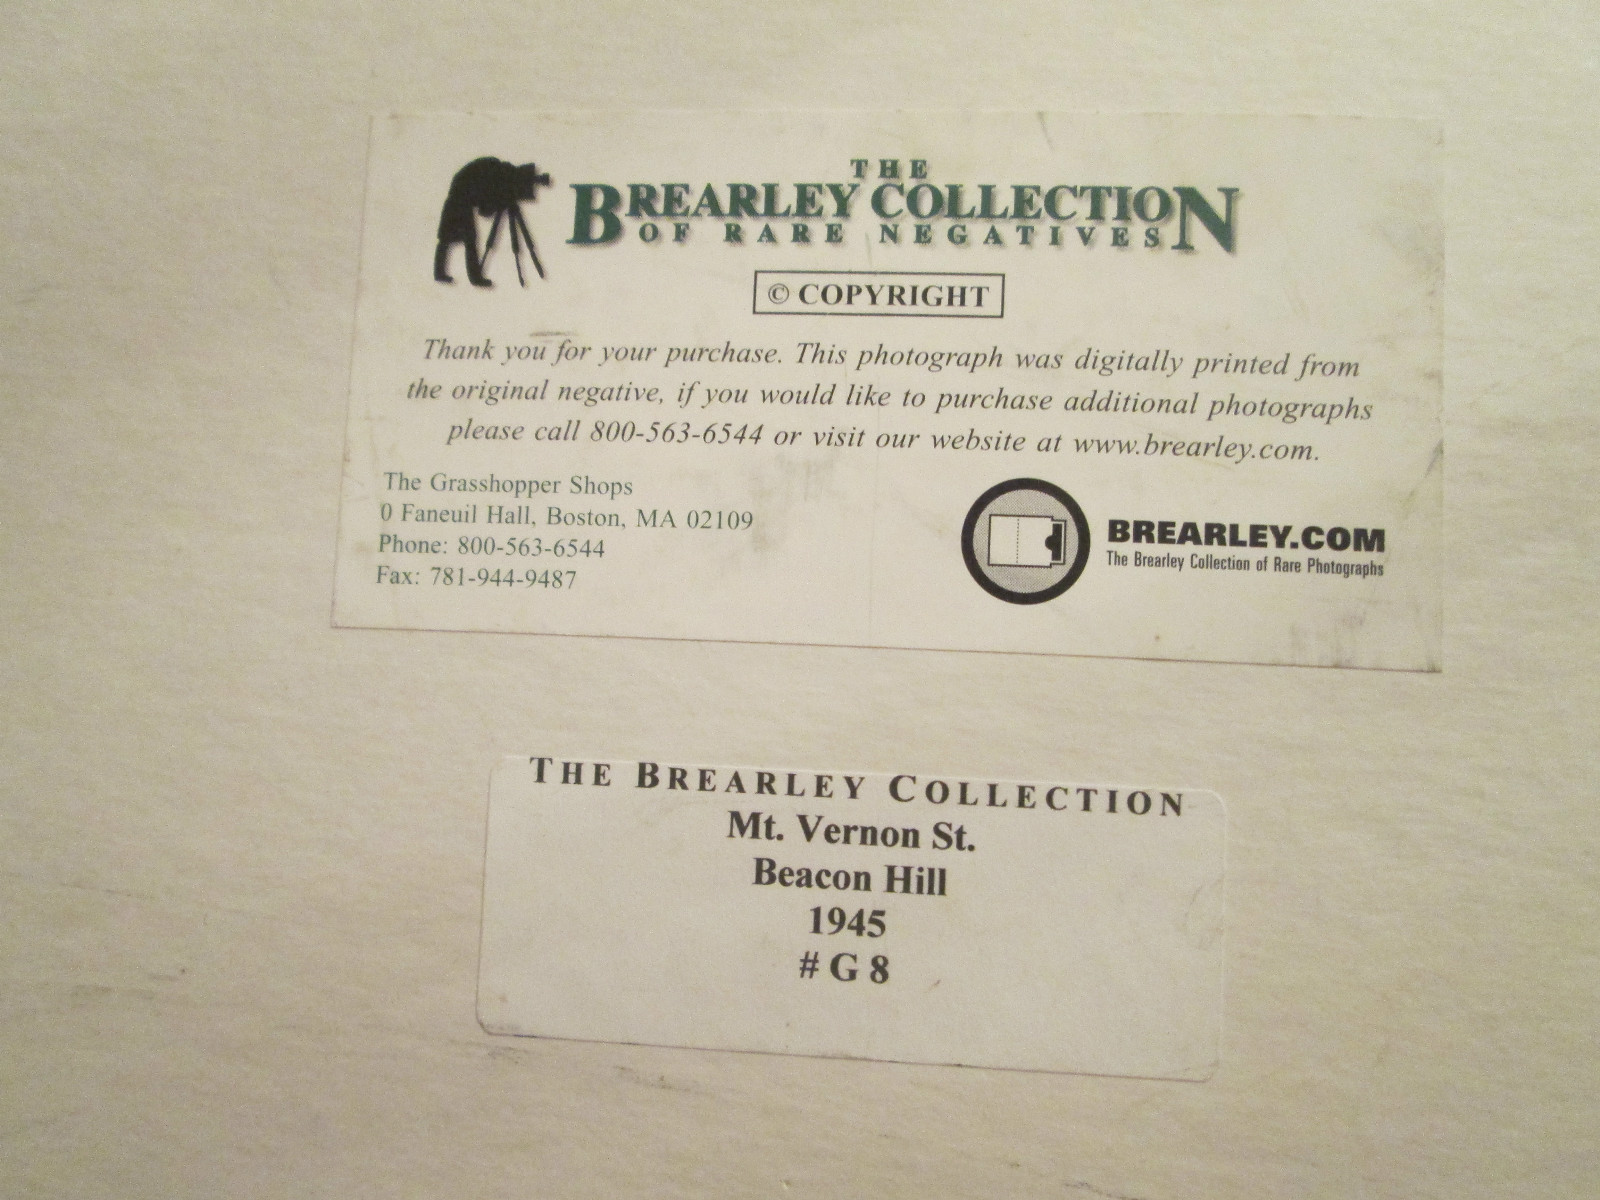 THE
BREARLEY COLLECTION
OF RARE NEGATIVES
© COPYRIGHT
Thank you for your purchase. This photograph was digitally printed from
the original negative, if you would like to purchase additional photographs
please call 800-563-6544 or visit our website at www.brearley.com.
The Grasshopper Shops
0 Faneuil Hall, Boston, MA 02109
Phone: 800-563-6544
Fax: 781-944-9487
BREARLEY.COM
The Brearley Collection of Rare Photographs
THE BREARLEY COLLECTION
Mt. Vernon St.
Beacon Hill
1945
# G 8